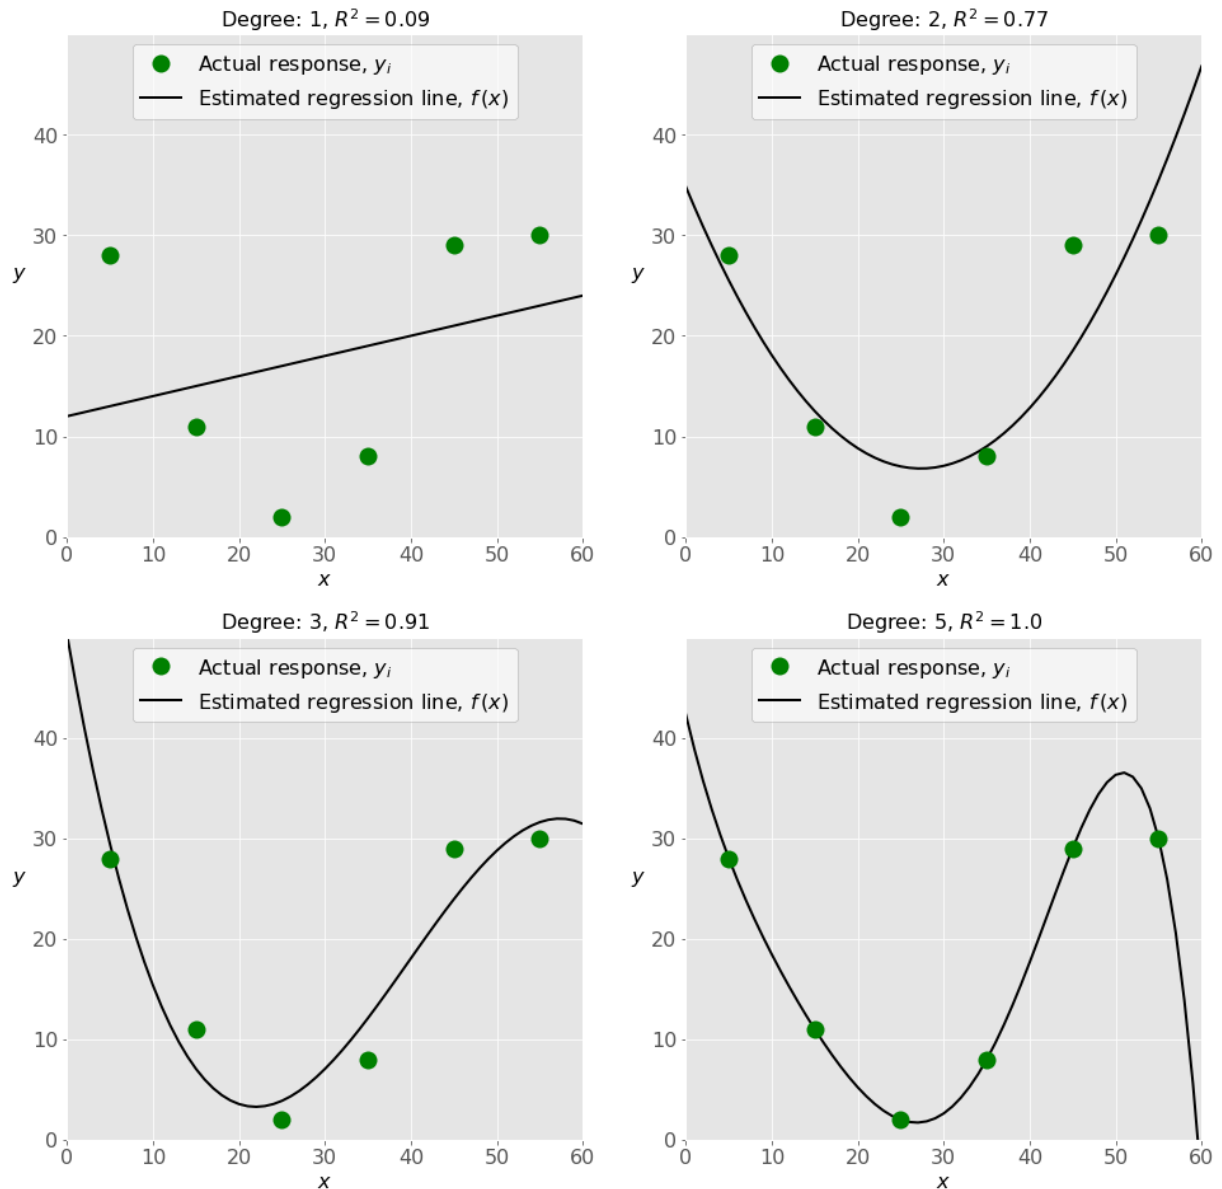 Degree: 1, R² = 0.09
Actual response, yᵢ
Estimated regression line, f(x)
40
30
y
20
10
0
0 10 20 30 40 50 60
x
Degree: 2, R² = 0.77
Actual response, yᵢ
Estimated regression line, f(x)
40
30
y
20
10
0
0 10 20 30 40 50 60
x
Degree: 3, R² = 0.91
Actual response, yᵢ
Estimated regression line, f(x)
40
30
y
20
10
0
0 10 20 30 40 50 60
x
Degree: 5, R² = 1.0
Actual response, yᵢ
Estimated regression line, f(x)
40
30
y
20
10
0
0 10 20 30 40 50 60
x